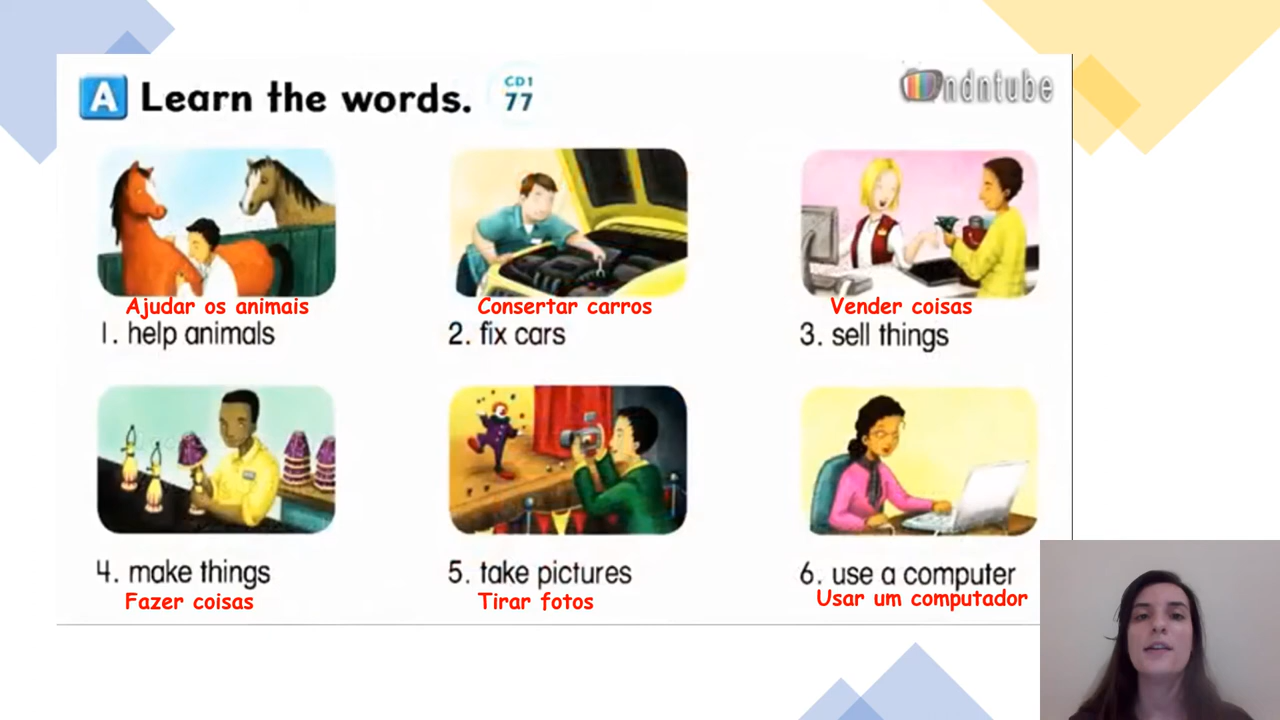 A Learn the words. CD1 77
ndntube
Ajudar os animais
1. help animals
Consertar carros
2. fix cars
Vender coisas
3. sell things
4. make things
Fazer coisas
5. take pictures
Tirar fotos
6. use a computer
Usar um computador